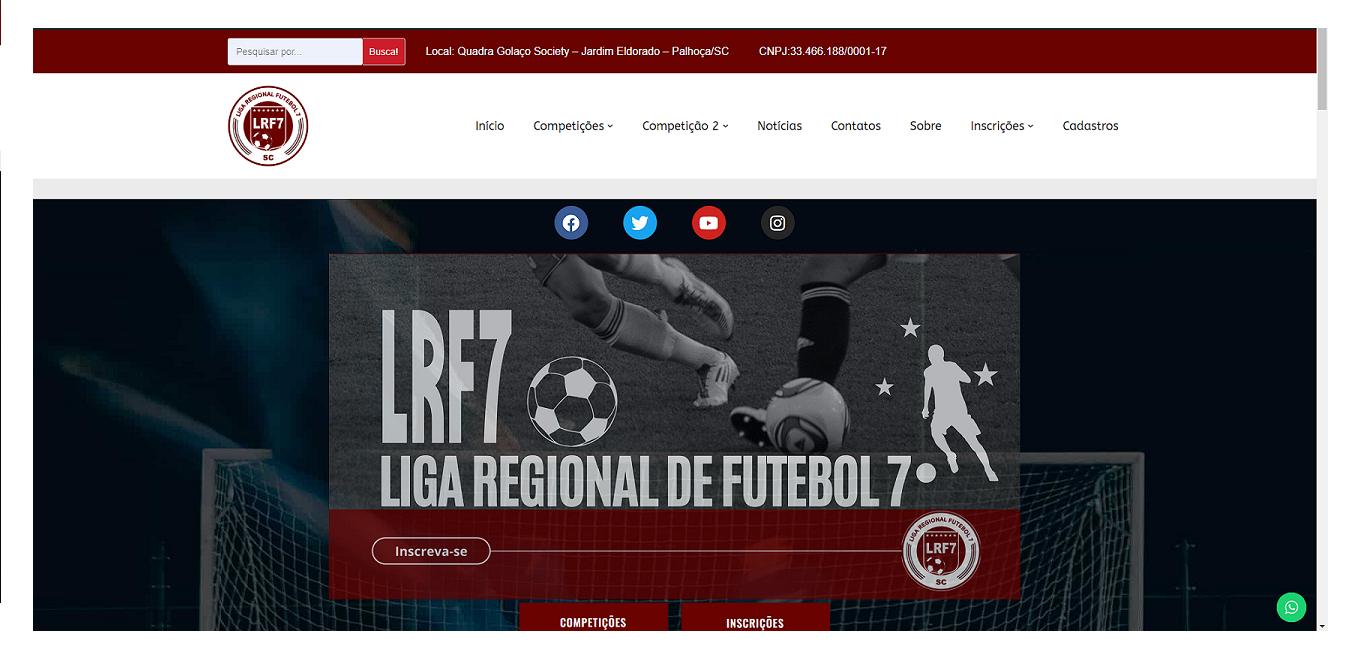 Pesquisar por...
Busca!
Local: Quadra Golaço Society – Jardim Eldorado – Palhoça/SC
CNPJ:33.466.188/0001-17
LIGA REGIONAL FUTEBOL 7
LRF7
SC
Início
Competições
Competição 2
Notícias
Contatos
Sobre
Inscrições
Cadastros
LRF7
LIGA REGIONAL DE FUTEBOL 7
Inscreva-se
LIGA REGIONAL FUTEBOL 7
LRF7
SC
COMPETIÇÕES
INSCRIÇÕES